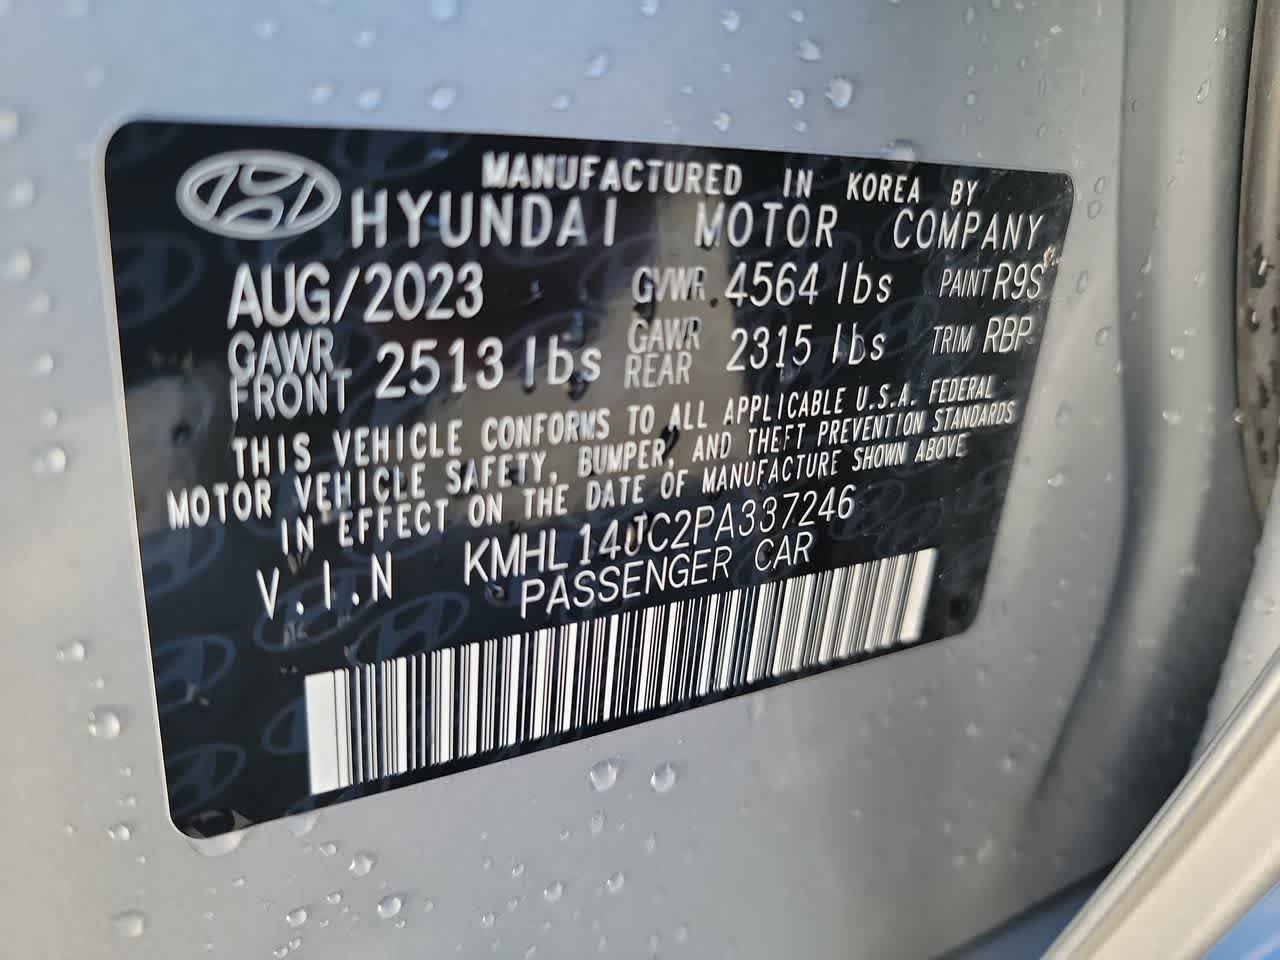 MANUFACTURED IN KOREA BY
HYUNDAI MOTOR COMPANY
AUG/2023 GVWR 4564 lbs PAINT R9S
GAWR FRONT 2513 lbs GAWR REAR 2315 lbs TRIM RBP
THIS VEHICLE CONFORMS TO ALL APPLICABLE U.S.A. FEDERAL
MOTOR VEHICLE SAFETY, BUMPER, AND THEFT PREVENTION STANDARDS
IN EFFECT ON THE DATE OF MANUFACTURE SHOWN ABOVE
V.I.N KMHL14JC2PA337246
PASSENGER CAR